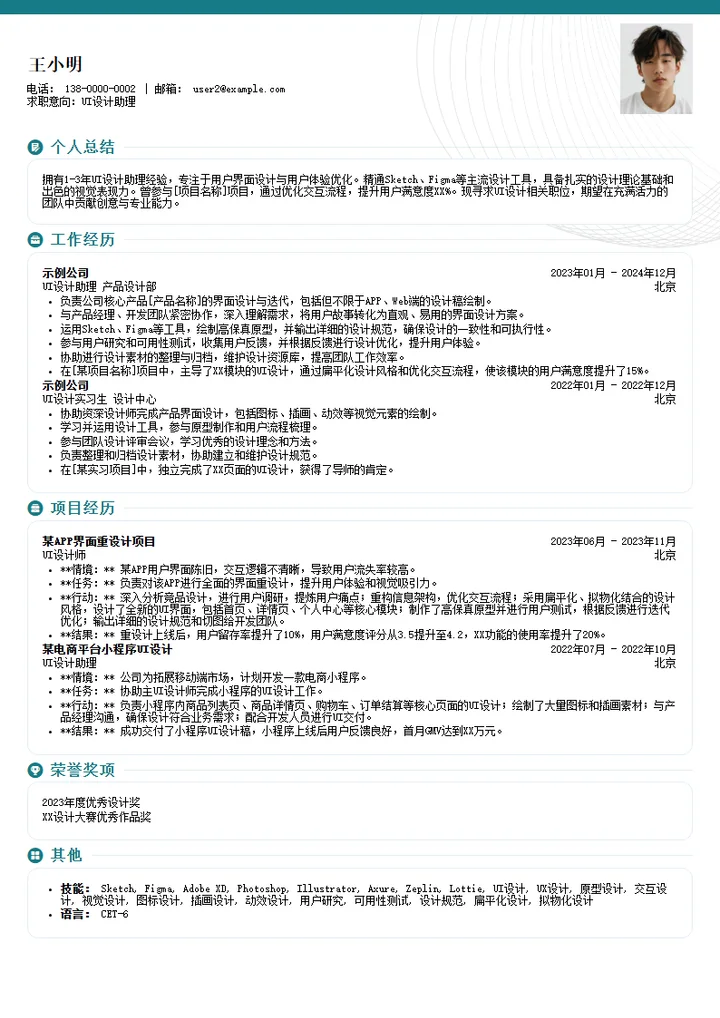 王小明
电话： 138-0000-0002 | 邮箱： user2@example.com
求职意向：UI设计助理
个人总结
拥有1-3年UI设计助理经验，专注于用户界面设计与用户体验优化。精通Sketch、Figma等主流设计工具，具备扎实的设计理论基础和
出色的视觉表现力。曾参与[项目名称]项目，通过优化交互流程，提升用户满意度XX%。现寻求UI设计相关职位，期望在充满活力的
团队中贡献创意与专业能力。
工作经历
示例公司 2023年01月 - 2024年12月
UI设计助理 产品设计部 北京
• 负责公司核心产品[产品名称]的界面设计与迭代，包括但不限于APP、Web端的设计稿绘制。
• 与产品经理、开发团队紧密协作，深入理解需求，将用户故事转化为直观、易用的界面设计方案。
• 运用Sketch、Figma等工具，绘制高保真原型，并输出详细的设计规范，确保设计的一致性和可执行性。
• 参与用户研究和可用性测试，收集用户反馈，并根据反馈进行设计优化，提升用户体验。
• 协助进行设计素材的整理与归档，维护设计资源库，提高团队工作效率。
• 在[某项目名称]项目中，主导了XX模块的UI设计，通过扁平化设计风格和优化交互流程，使该模块的用户满意度提升了15%。
示例公司 2022年01月 - 2022年12月
UI设计实习生 设计中心 北京
• 协助资深设计师完成产品界面设计，包括图标、插画、动效等视觉元素的绘制。
• 学习并运用设计工具，参与原型制作和用户流程梳理。
• 参与团队设计评审会议，学习优秀的设计理念和方法。
• 负责整理和归档设计素材，协助建立和维护设计规范。
• 在[某实习项目]中，独立完成了XX页面的UI设计，获得了导师的肯定。
项目经历
某APP界面重设计项目 2023年06月 - 2023年11月
UI设计师 北京
• **情境：** 某APP用户界面陈旧，交互逻辑不清晰，导致用户流失率较高。
• **任务：** 负责对该APP进行全面的界面重设计，提升用户体验和视觉吸引力。
• **行动：** 深入分析竞品设计，进行用户调研，提炼用户痛点；重构信息架构，优化交互流程；采用扁平化、拟物化结合的设计
风格，设计了全新的UI界面，包括首页、详情页、个人中心等核心模块；制作了高保真原型并进行用户测试，根据反馈进行迭代
优化；输出详细的设计规范和切图给开发团队。
• **结果：** 重设计上线后，用户留存率提升了10%，用户满意度评分从3.5提升至4.2，XX功能的使用率提升了20%。
某电商平台小程序UI设计 2022年07月 - 2022年10月
UI设计助理 北京
• **情境：** 公司为拓展移动端市场，计划开发一款电商小程序。
• **任务：** 协助主UI设计师完成小程序的UI设计工作。
• **行动：** 负责小程序内商品列表页、商品详情页、购物车、订单结算等核心页面的UI设计；绘制了大量图标和插画素材；与产
品经理沟通，确保设计符合业务需求；配合开发人员进行UI交付。
• **结果：** 成功交付了小程序UI设计稿，小程序上线后用户反馈良好，首月GMV达到XX万元。
荣誉奖项
2023年度优秀设计奖
XX设计大赛优秀作品奖
其他
• 技能： Sketch, Figma, Adobe XD, Photoshop, Illustrator, Axure, Zeplin, Lottie, UI设计, UX设计, 原型设计, 交互设
计, 视觉设计, 图标设计, 插画设计, 动效设计, 用户研究, 可用性测试, 设计规范, 扁平化设计, 拟物化设计
• 语言： CET-6